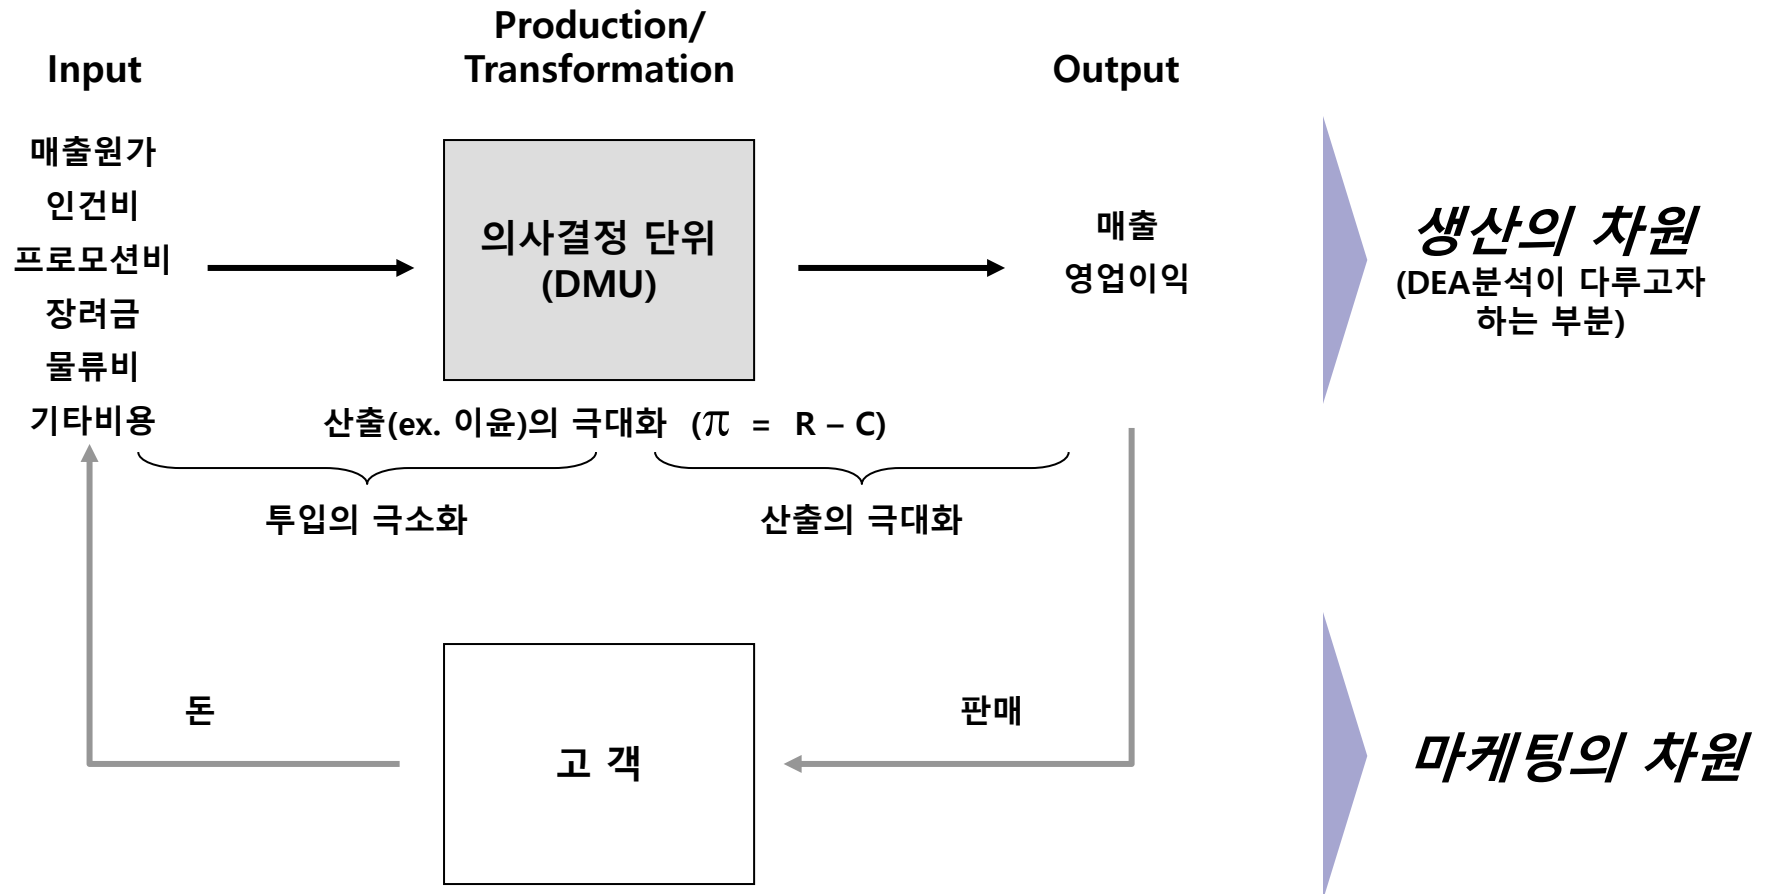 Input
Production/
Transformation
Output
매출원가
인건비
프로모션비
장려금
물류비
기타비용
의사결정 단위
(DMU)
매출
영업이익
생산의 차원
(DEA분석이 다루고자
하는 부분)
산출(ex. 이윤)의 극대화 (π = R – C)
투입의 극소화
산출의 극대화
돈
고 객
판매
마케팅의 차원